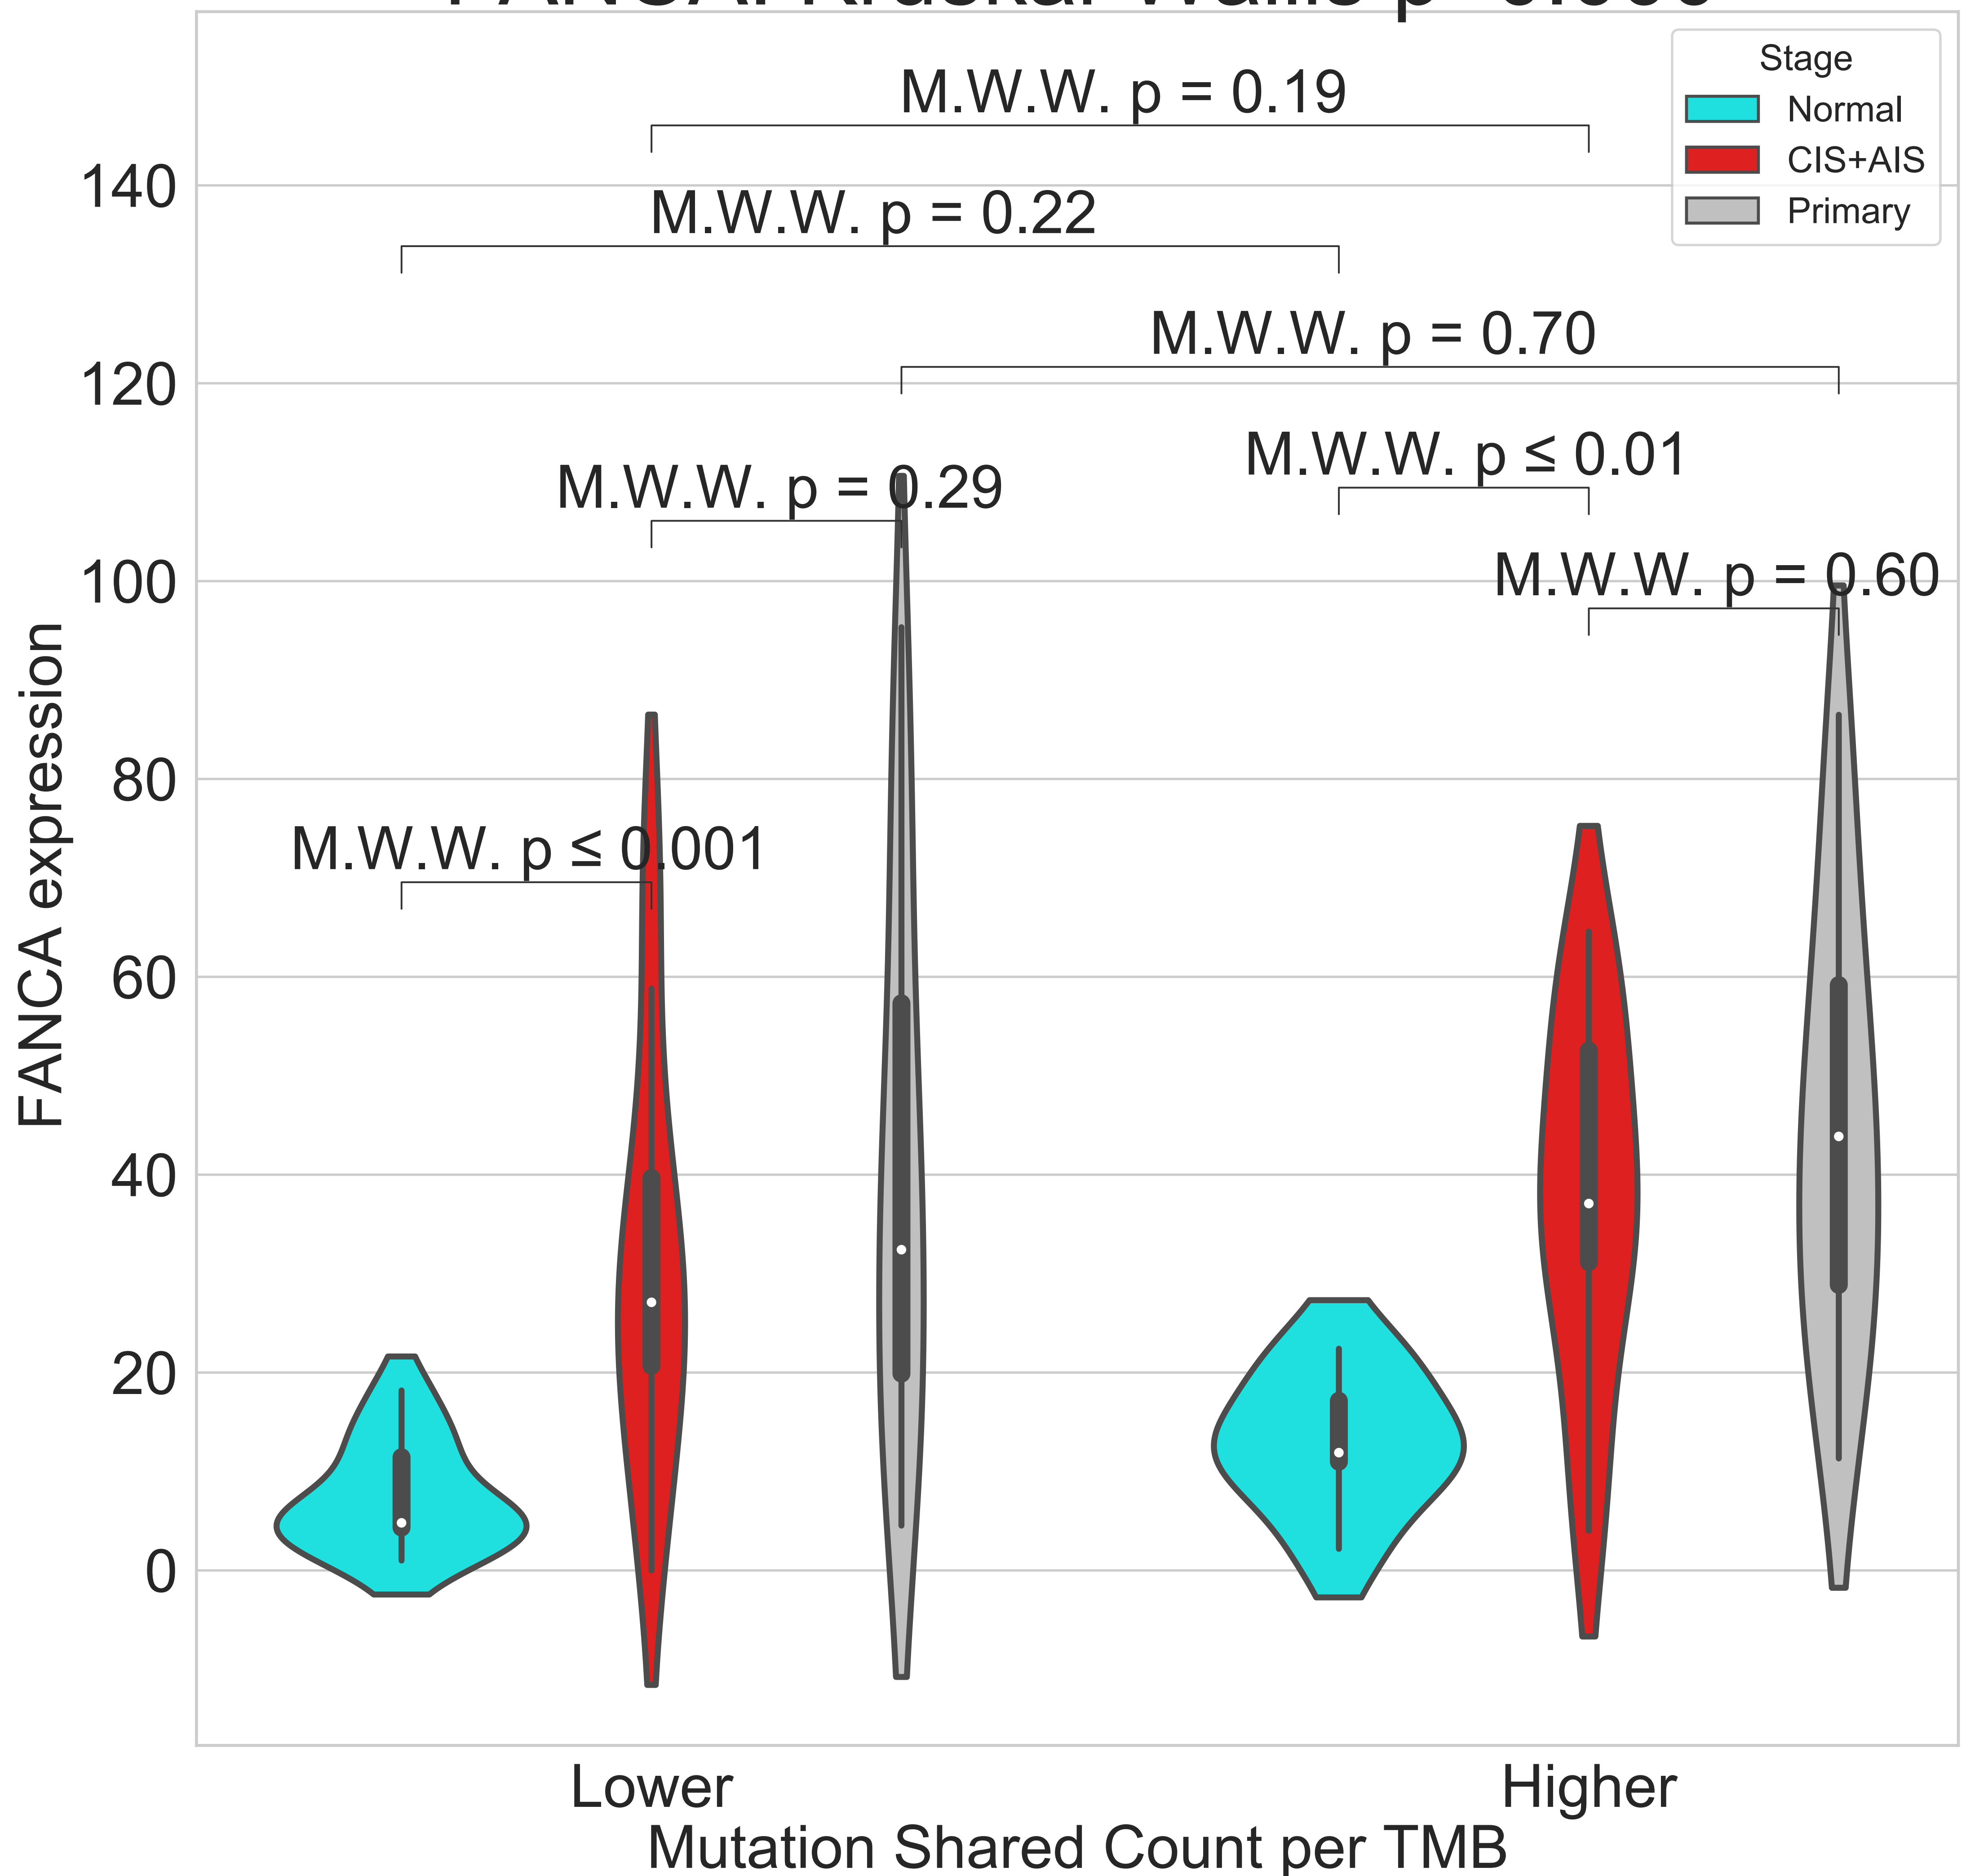 M.W.W. p = 0.19
Stage
Normal
CIS+AIS
Primary
140
M.W.W. p = 0.22
M.W.W. p = 0.70
120
M.W.W. p ≤ 0.01
M.W.W. p = 0.29
100
M.W.W. p = 0.60
80
M.W.W. p ≤ 0.001
60
40
20
0
FANCA expression
Lower
Higher
Mutation Shared Count per TMB